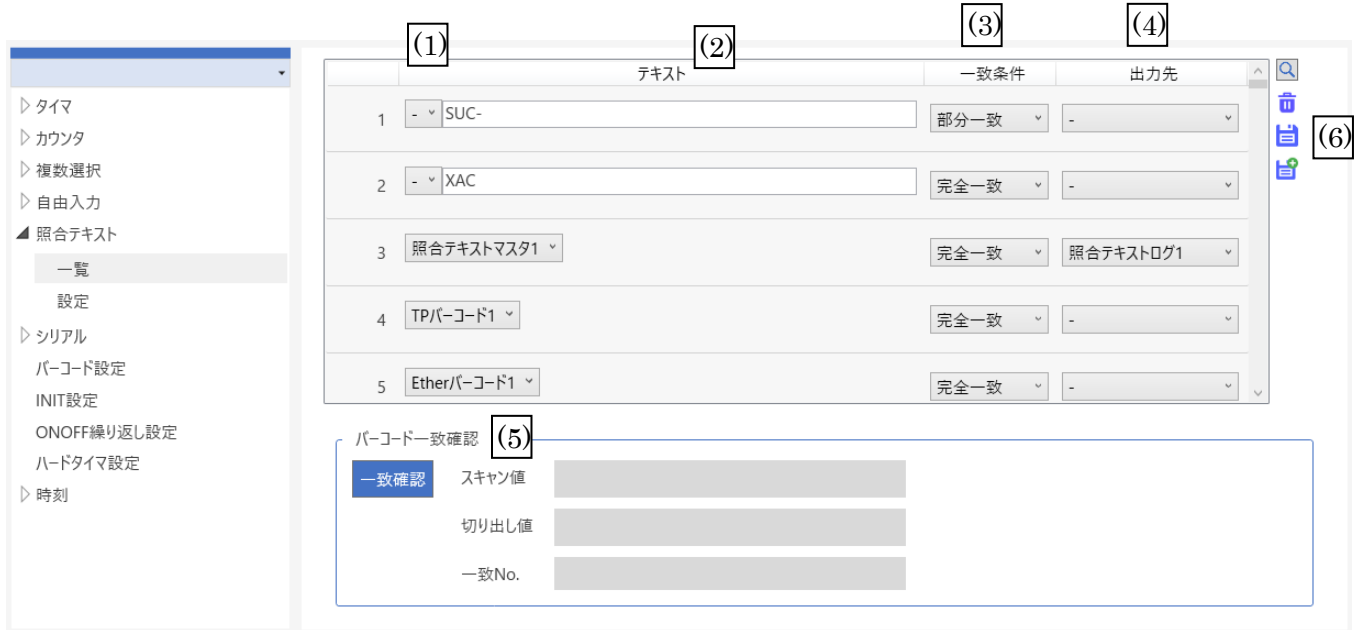 (1)
(2)
(3)
(4)
テキスト
一致条件
出力先
タイマ
カウンタ
複数選択
自由入力
照合テキスト
一覧
設定
シリアル
バーコード設定
INIT設定
ONOFF繰り返し設定
ハードタイマ設定
時刻
1
-
SUC-
部分一致
-
2
-
XAC
完全一致
-
3
照合テキストマスタ1
完全一致
照合テキストログ1
4
TPバーコード1
完全一致
-
5
Etherバーコード1
完全一致
-
(6)
バーコード一致確認
(5)
一致確認
スキャン値
切り出し値
一致No.